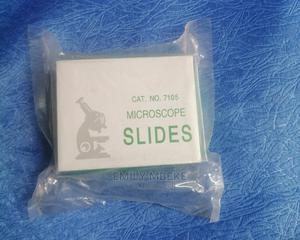 CAT. NO. 7105
MICROSCOPE
SLIDES
EMILY MBEKE